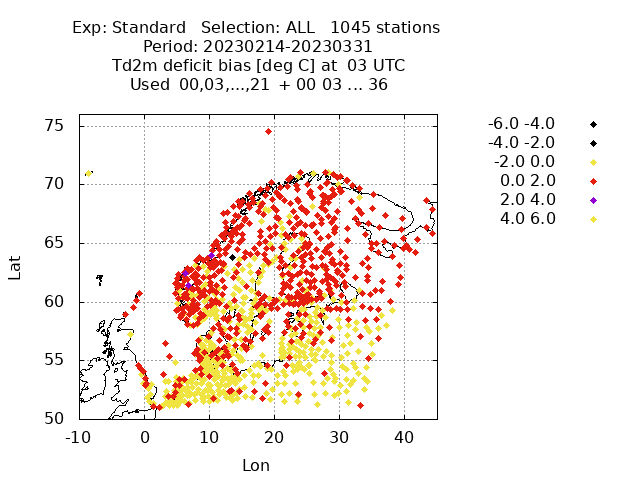 Exp: Standard   Selection: ALL   1045 stations
Period: 20230214-20230331
Td2m deficit bias [deg C] at  03 UTC
Used  00,03,...,21  + 00 03 ... 36
-6.0 -4.0
-4.0 -2.0
-2.0 0.0
0.0 2.0
2.0 4.0
4.0 6.0
75
70
65
60
55
50
Lat
-10 0 10 20 30 40
Lon